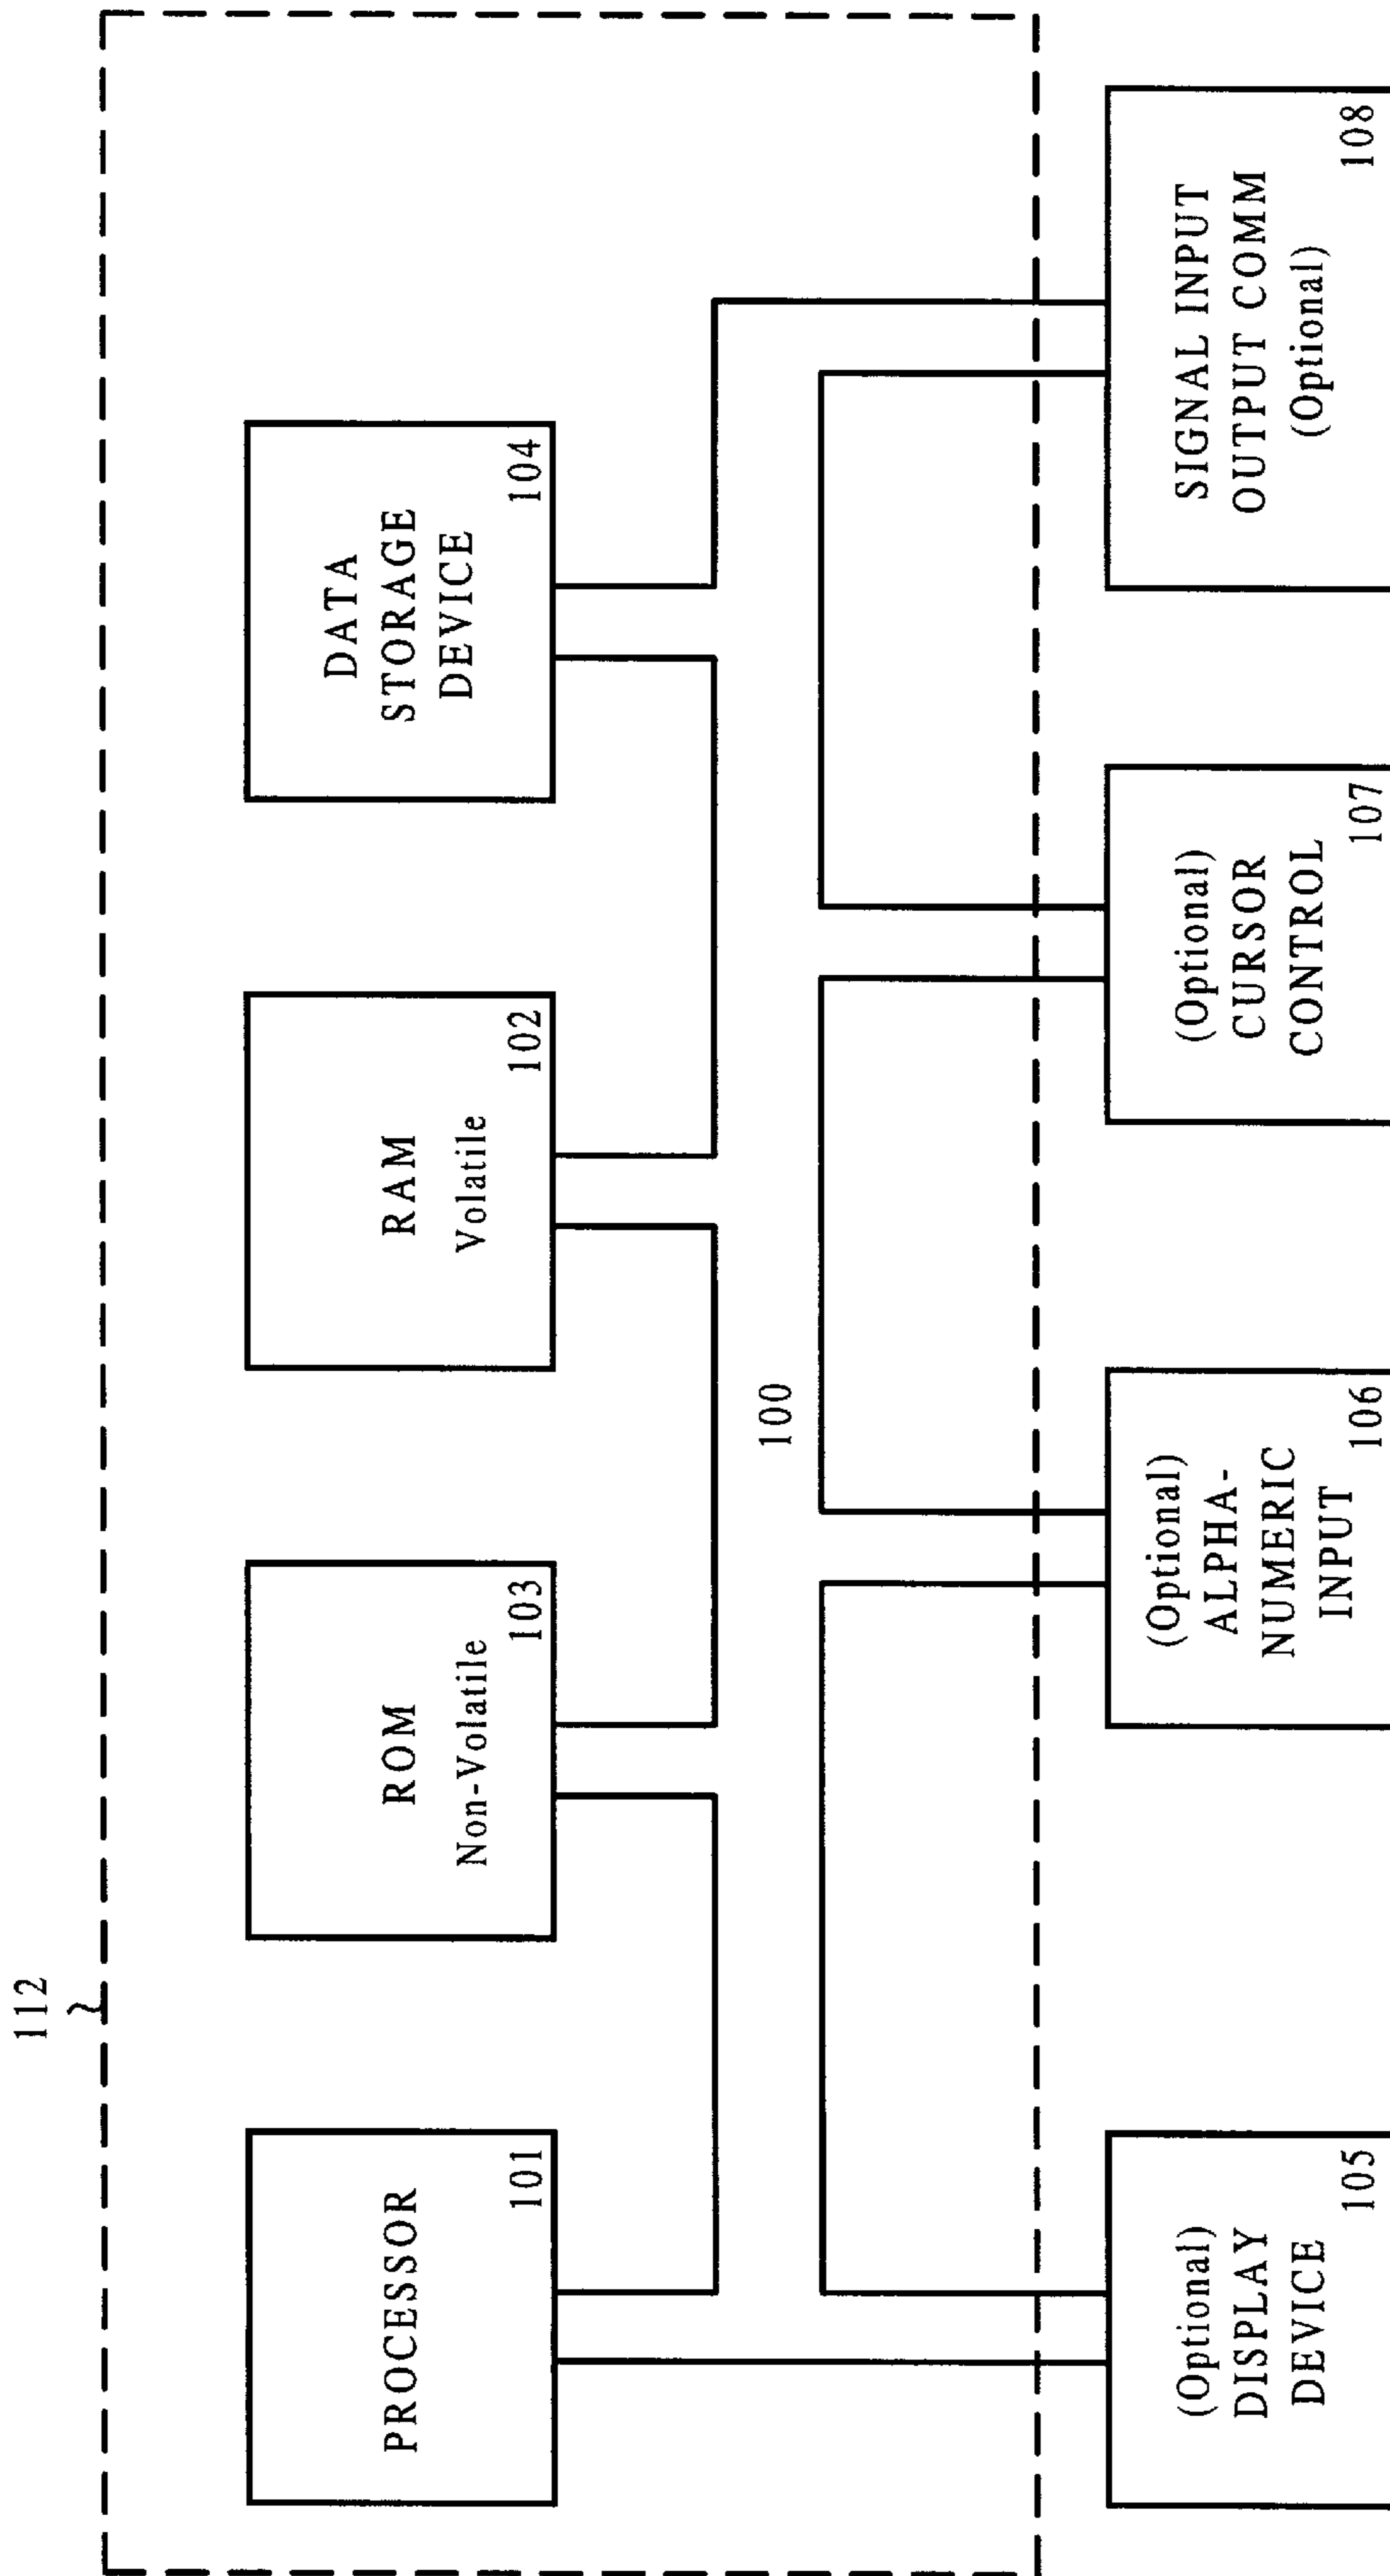 112
PROCESSOR
101
ROM
Non-Volatile
103
RAM
Volatile
102
DATA
STORAGE
DEVICE
104
100
(Optional)
DISPLAY
DEVICE
105
(Optional)
ALPHA-
NUMERIC
INPUT
106
(Optional)
CURSOR
CONTROL
107
SIGNAL INPUT
OUTPUT COMM
(Optional)
108